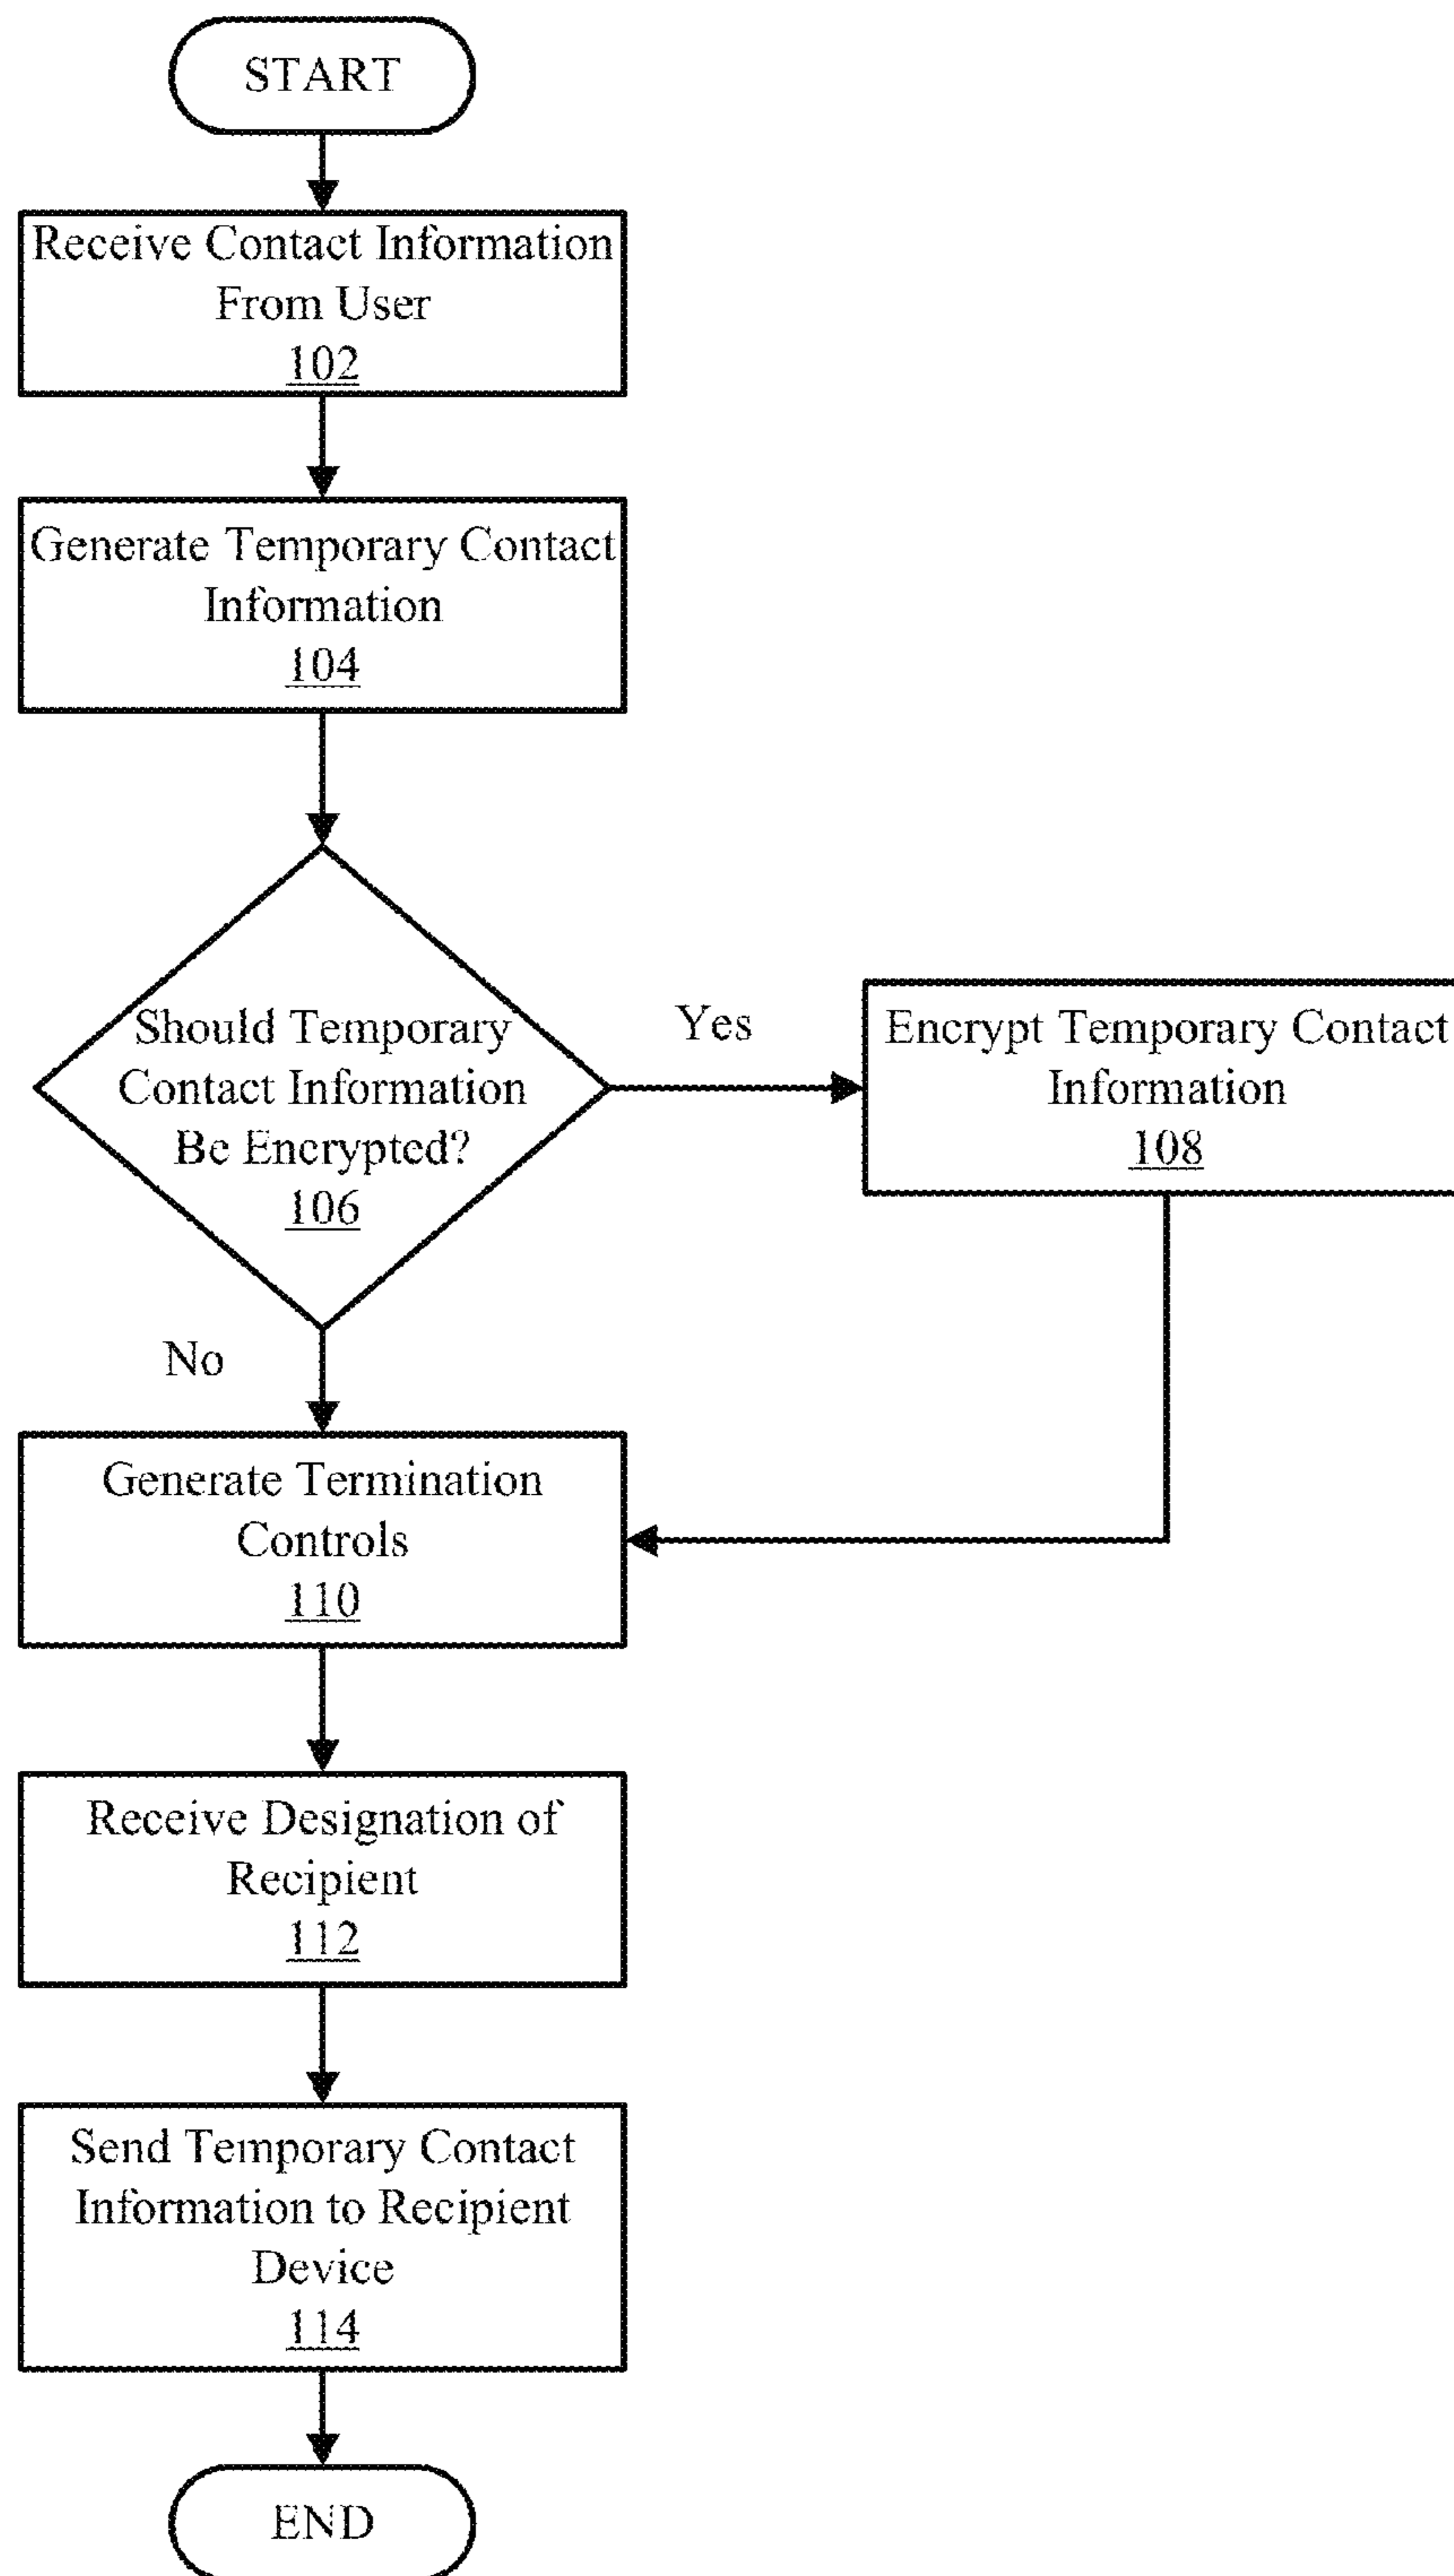 START
Receive Contact Information
From User
102
Generate Temporary Contact
Information
104
Should Temporary
Contact Information
Be Encrypted?
106
Yes
Encrypt Temporary Contact
Information
108
No
Generate Termination
Controls
110
Receive Designation of
Recipient
112
Send Temporary Contact
Information to Recipient
Device
114
END